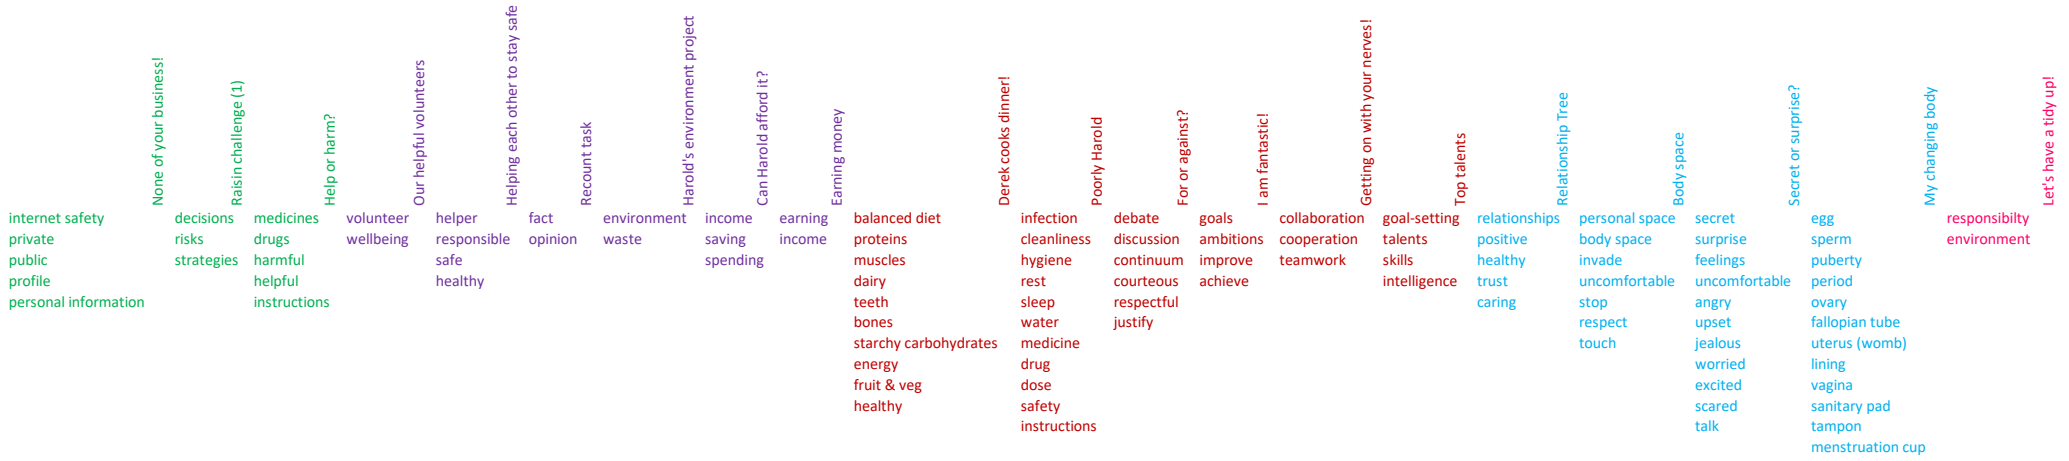 None of your business!
internet safety
private
public
profile
personal information
Raisin challenge (1)
decisions
risks
strategies
Help or harm?
medicines
drugs
harmful
helpful
instructions
Our helpful volunteers
volunteer
wellbeing
Helping each other to stay safe
helper
responsible
safe
healthy
Recount task
fact
opinion
Harold's environment project
environment
waste
Can Harold afford it?
income
saving
spending
Earning money
earning
income
Derek cooks dinner!
balanced diet
proteins
muscles
dairy
teeth
bones
starchy carbohydrates
energy
fruit & veg
healthy
Poorly Harold
infection
cleanliness
hygiene
rest
sleep
water
medicine
drug
dose
safety
instructions
For or against?
debate
discussion
continuum
courteous
respectful
justify
I am fantastic!
goals
ambitions
improve
achieve
Getting on with your nerves!
collaboration
cooperation
teamwork
Top talents
goal-setting
talents
skills
intelligence
Relationship Tree
relationships
positive
healthy
trust
caring
Body space
personal space
body space
invade
uncomfortable
stop
respect
touch
Secret or surprise?
secret
surprise
feelings
uncomfortable
angry
upset
jealous
worried
excited
scared
talk
My changing body
egg
sperm
puberty
period
ovary
fallopian tube
uterus (womb)
lining
vagina
sanitary pad
tampon
menstruation cup
Let's have a tidy up!
responsibilty
environment